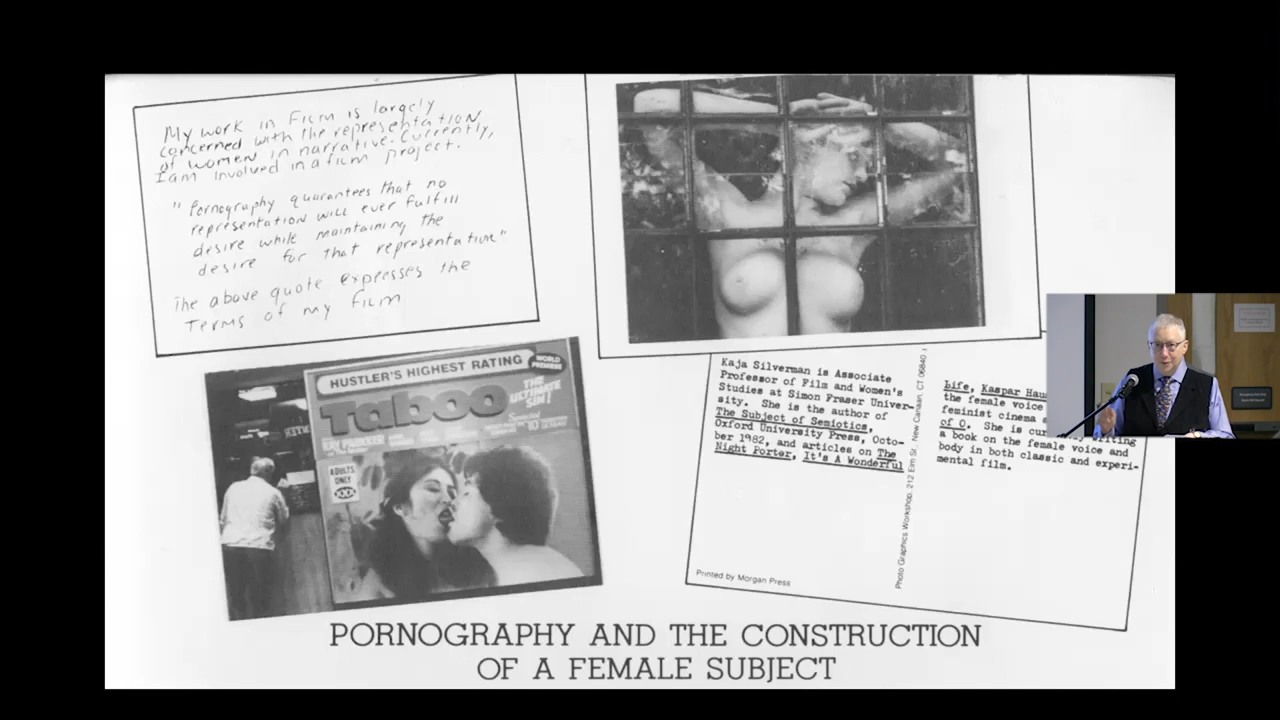 My work in Film is largely
concerned with the representation
of women in narrative. Currently,
I am involved in a film project.
"Pornography guarantees that no
representation will ever fulfill
desire while maintaining the
desire for that representation"
The above quote expresses the
Terms of my Film
HUSTLER'S HIGHEST RATING
WORLD
PREMIERE
Taboo
THE
ULTIMATE
SIN!
KAY PARKER
ADULTS
ONLY
XXX
Kaja Silverman is Associate
Professor of Film and Women's
Studies at Simon Fraser Univer-
sity. She is the author of
The Subject of Semiotics,
Oxford University Press, Octo-
ber 1982, and articles on The
Night Porter, It's A Wonderful
Printed by Morgan Press
Photo Graphics Workshop, 212 Elm St., New Canaan, CT 06840
Life, Kaspar Hau
the female voice
feminist cinema
of O. She is writing
a book on the female voice and
body in both classic and experi-
mental film.
PORNOGRAPHY AND THE CONSTRUCTION
OF A FEMALE SUBJECT